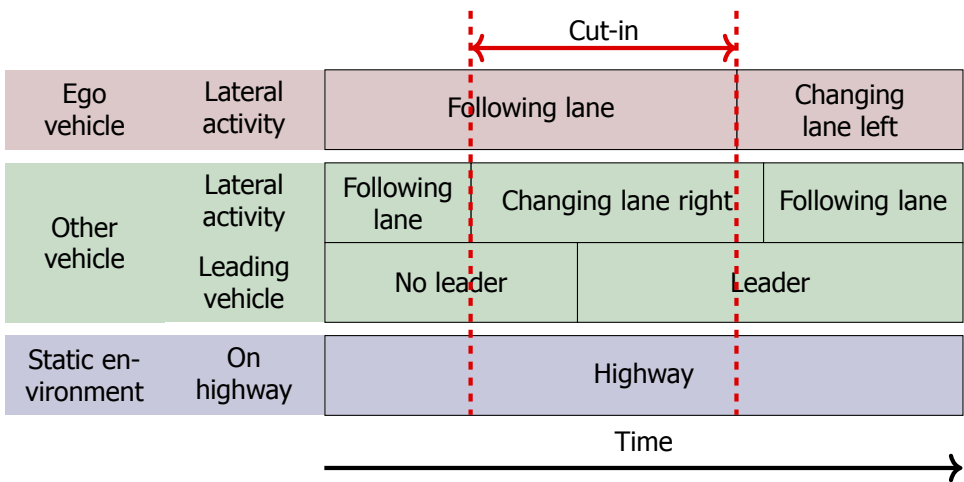 Cut-in
Ego
vehicle
Lateral
activity
Following lane
Changing
lane left
Other
vehicle
Lateral
activity
Following
lane
Changing lane right
Following lane
Leading
vehicle
No leader
Leader
Static en-
vironment
On
highway
Highway
Time